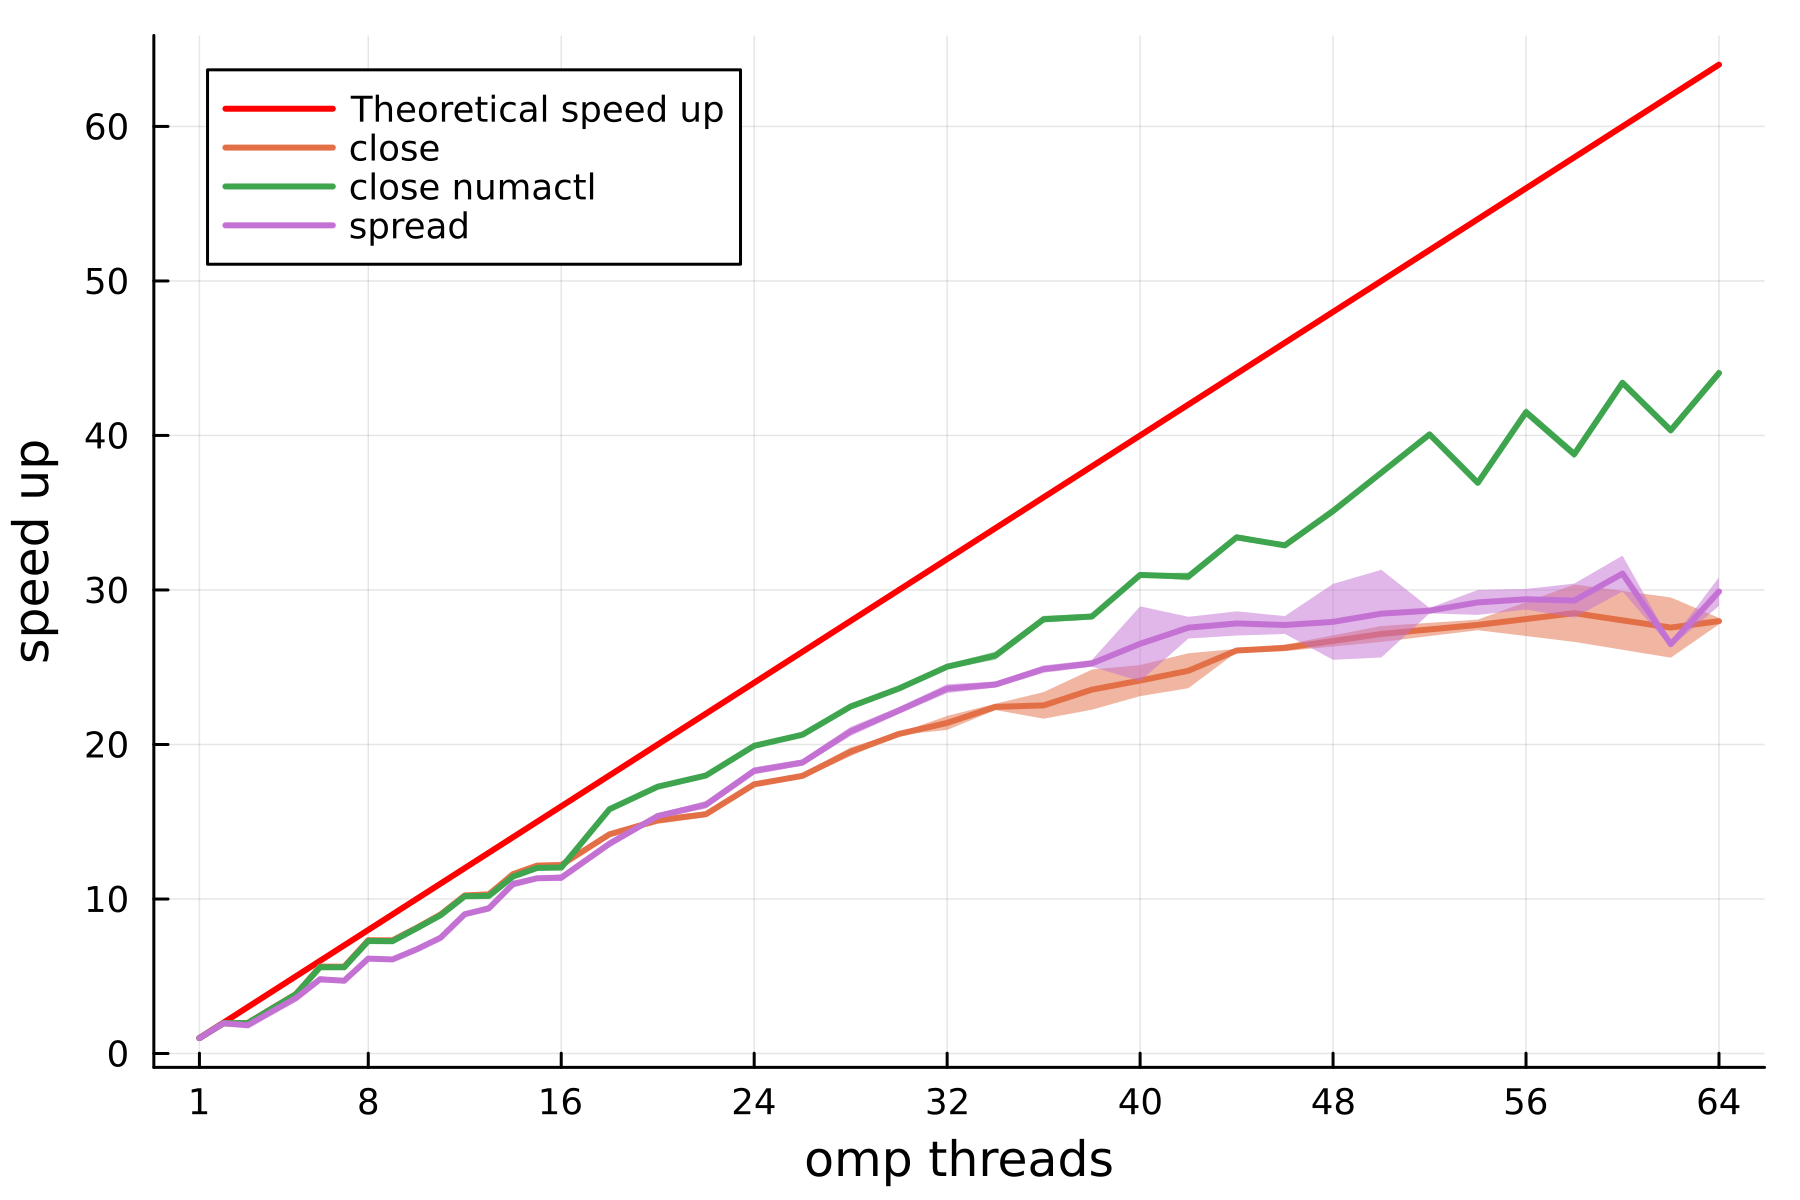 Theoretical speed up
close
close numactl
spread
60
50
40
30
20
10
0
speed up
1 8 16 24 32 40 48 56 64
omp threads